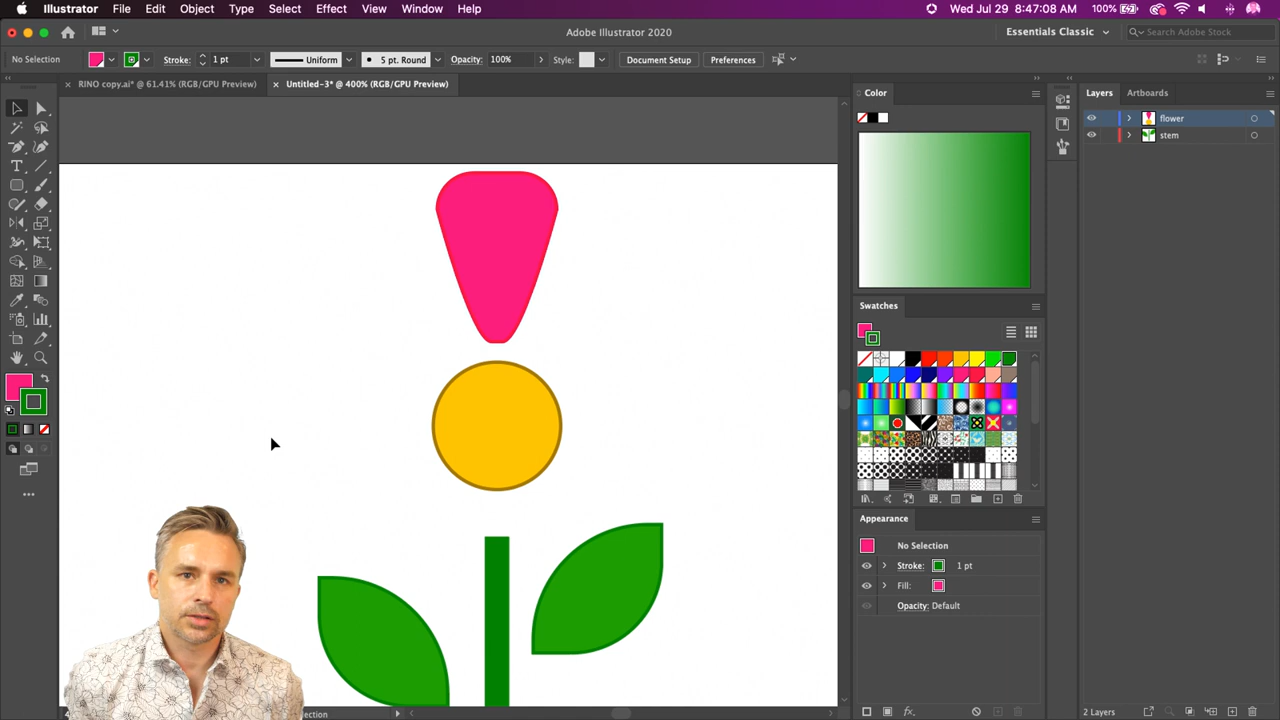 Illustrator File Edit Object Type Select Effect View Window Help
100% Wed Jul 29 8:47:08 AM
Adobe Illustrator 2020
Essentials Classic
Search Adobe Stock
No Selection
Stroke: 1 pt
Uniform
5 pt. Round
Opacity: 100%
Style:
Document Setup
Preferences
× RINO copy.ai* @ 61.41% (RGB/GPU Preview)
× Untitled-3* @ 400% (RGB/GPU Preview)
Color
Swatches
Appearance
No Selection
Stroke: 1 pt
Fill:
Opacity: Default
Layers Artboards
flower
stem
2 Layers